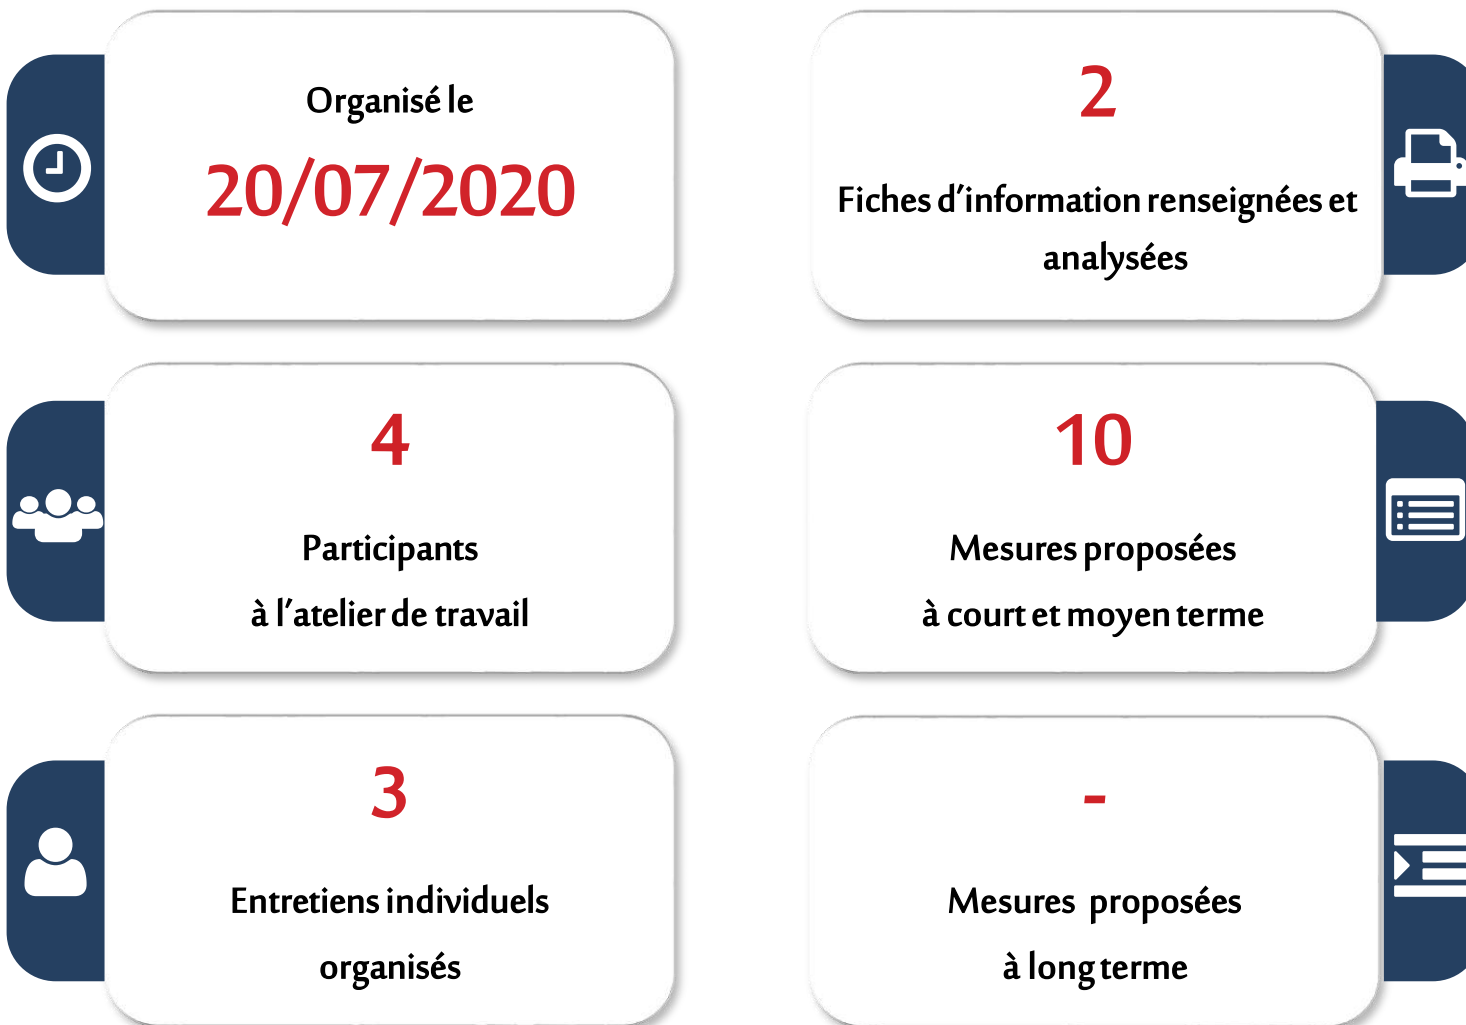 Organisé le
20/07/2020
2
Fiches d’information renseignées et
analysées
4
Participants
à l’atelier de travail
10
Mesures proposées
à court et moyen terme
3
Entretiens individuels
organisés
-
Mesures proposées
à long terme